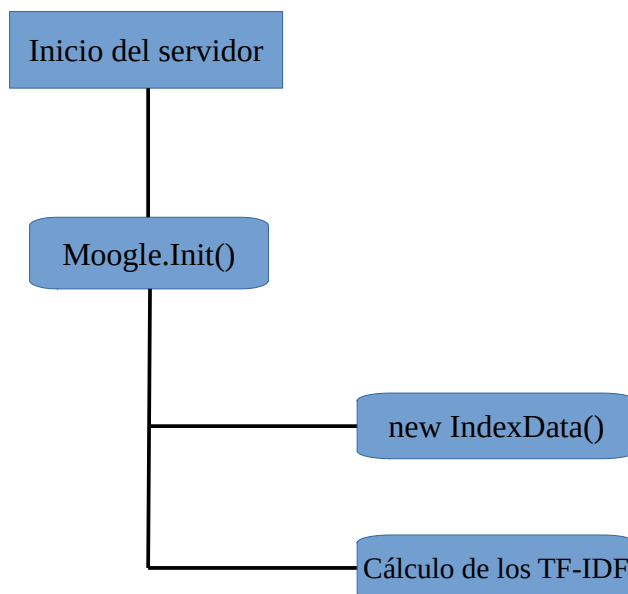 Inicio del servidor
Moogle.Init()
new IndexData()
Cálculo de los TF-IDF